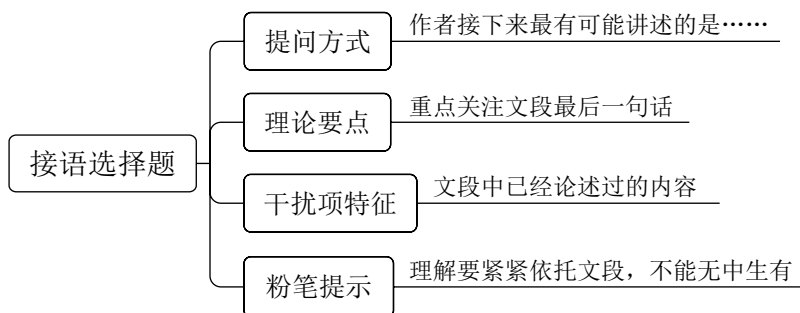 接语选择题
提问方式
作者接下来最有可能讲述的是……
理论要点
重点关注文段最后一句话
干扰项特征
文段中已经论述过的内容
粉笔提示
理解要紧紧依托文段，不能无中生有